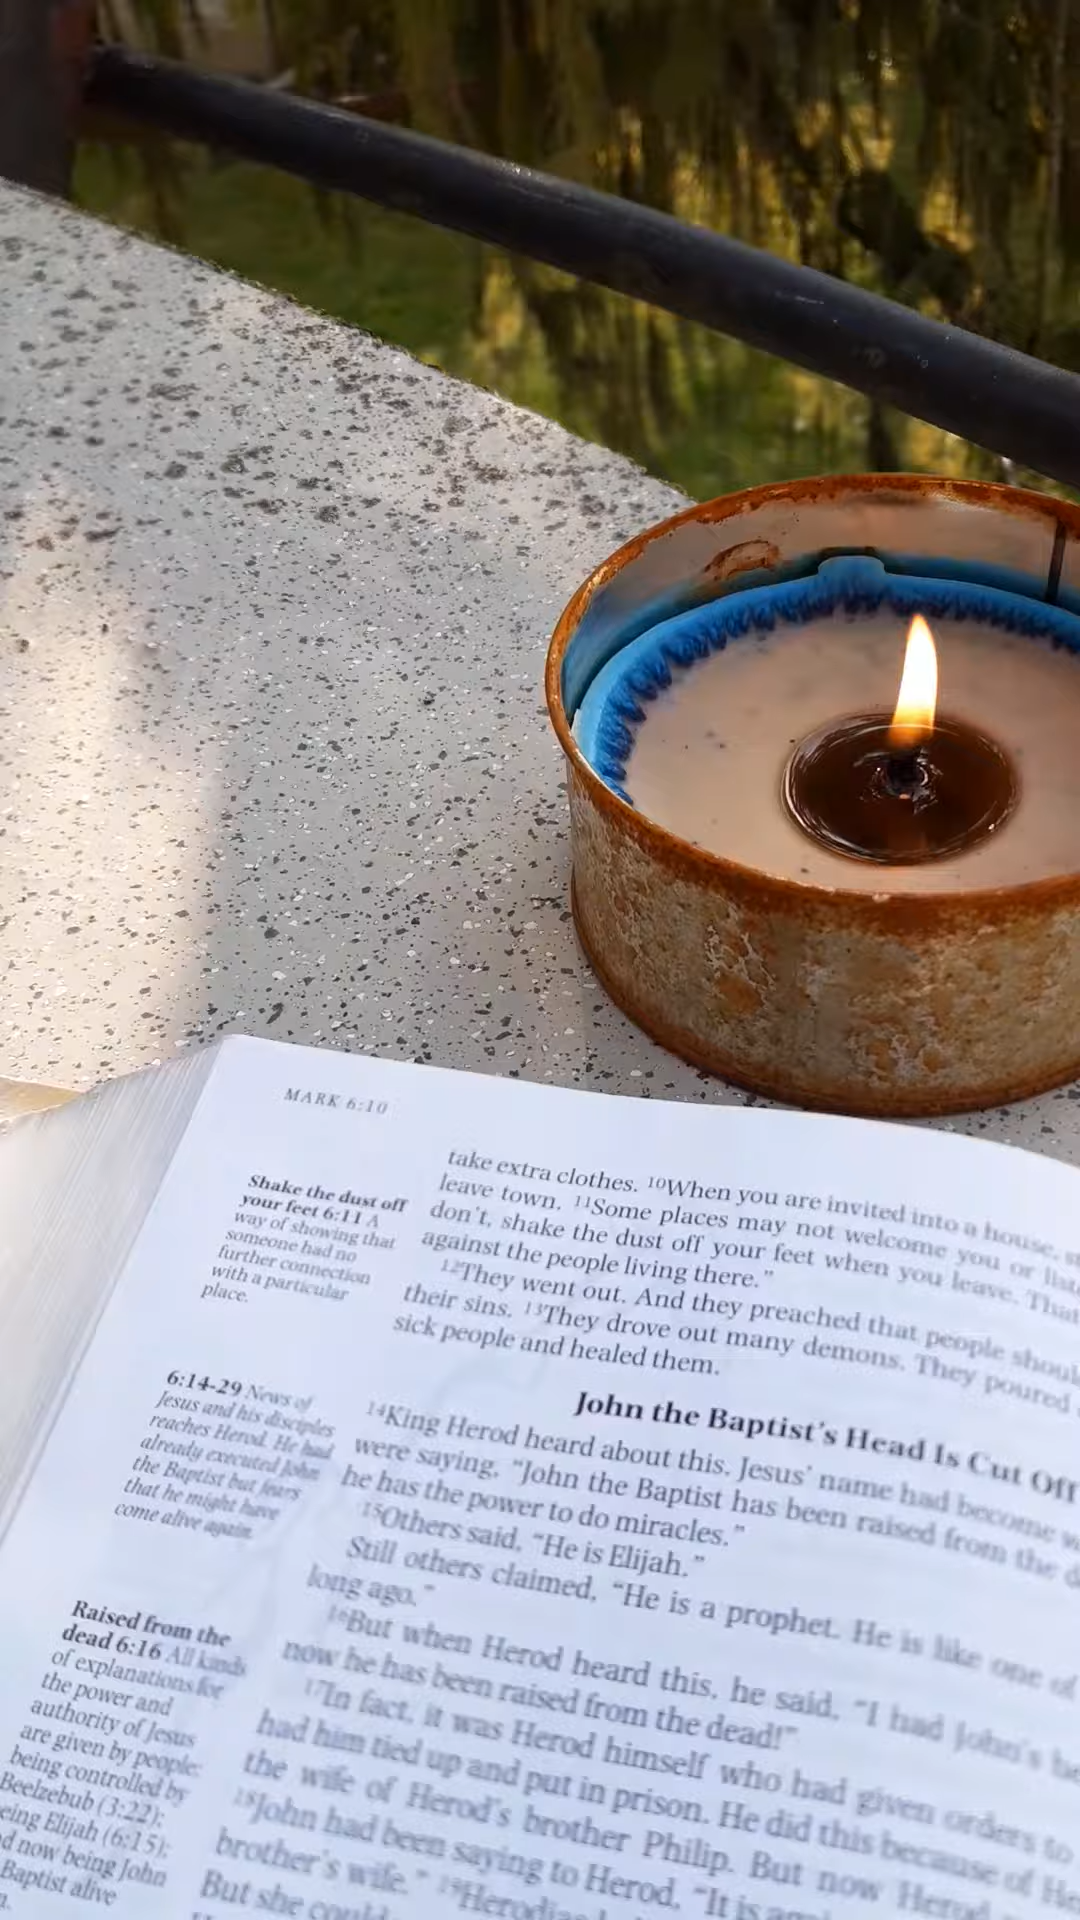 MARK 6:10
Shake the dust off
your feet 6:11 A
way of showing that
someone had no
further connection
with a particular
place.
6:14-29 News of
Jesus and his disciples
reaches Herod. He had
already executed John
the Baptist but fears
that he might have
come alive again.
Raised from the
dead 6:16 All kinds
of explanations for
the power and
authority of Jesus
are given by people:
being controlled by
Beelzebub (3:22);
being Elijah (6:15);
now being John
Baptist alive
take extra clothes. 10When you are invited into a house,
leave town. 11Some places may not welcome you or
don't, shake the dust off your feet when you leave. That
against the people living there."
12They went out. And they preached that people
their sins. 13They drove out many demons. They poured
sick people and healed them.
John the Baptist's Head Is Cut Off
14King Herod heard about this. Jesus' name had become
were saying, "John the Baptist has been raised from the
he has the power to do miracles."
15Others said, "He is Elijah."
Still others claimed, "He is a prophet. He is like one of
long ago."
16But when Herod heard this, he said, "I had John's
now he has been raised from the dead!"
17In fact, it was Herod himself who had given orders to
had him tied up and put in prison. He did this because of
the wife of Herod's brother Philip. But now Herod
18John had been saying to Herod, "It is
brother's wife." 19
But she